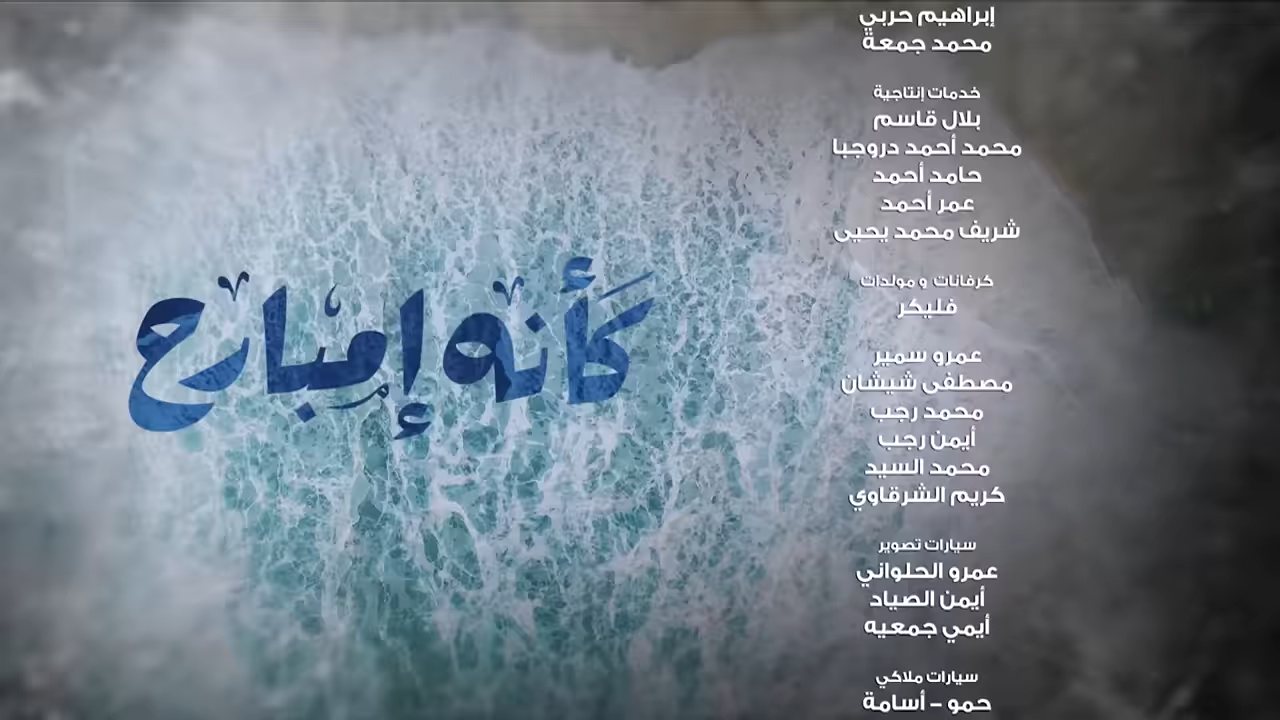 كأنه إمبارح
إبراهيم حربي
محمد جمعة
خدمات إنتاجية
بلال قاسم
محمد أحمد دروجبا
حامد أحمد
عمر أحمد
شريف محمد يحيى
كرفانات و مولدات
فليكر
عمرو سمير
مصطفى شيشان
محمد رجب
أيمن رجب
محمد السيد
كريم الشرقاوي
سيارات تصوير
عمرو الحلواني
أيمن الصياد
أيمي جمعيه
سيارات ملاكي
حمو - أسامة